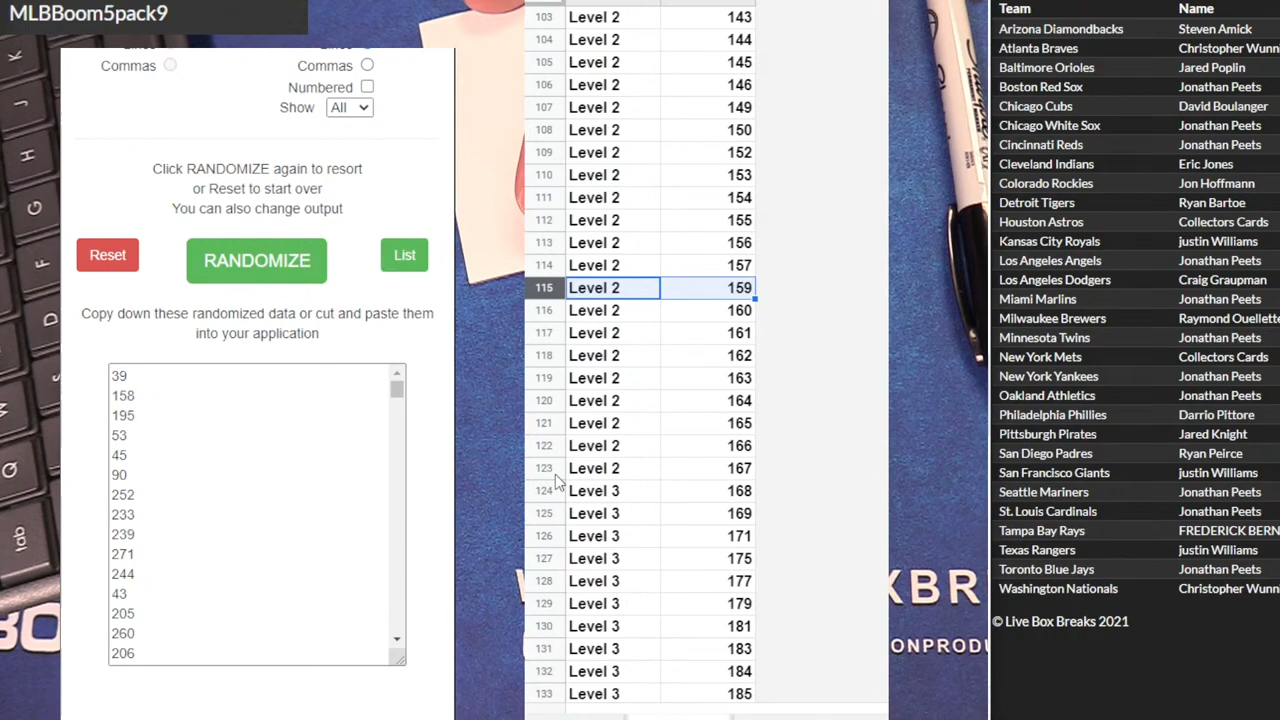 MLBBoom5pack9
Commas Commas
Numbered
Show All
Click RANDOMIZE again to resort
or Reset to start over
You can also change output
Reset RANDOMIZE List
Copy down these randomized data or cut and paste them
into your application
39
158
195
53
45
90
252
233
239
271
244
43
205
260
206
103 Level 2 143
104 Level 2 144
105 Level 2 145
106 Level 2 146
107 Level 2 149
108 Level 2 150
109 Level 2 152
110 Level 2 153
111 Level 2 154
112 Level 2 155
113 Level 2 156
114 Level 2 157
115 Level 2 159
116 Level 2 160
117 Level 2 161
118 Level 2 162
119 Level 2 163
120 Level 2 164
121 Level 2 165
122 Level 2 166
123 Level 2 167
124 Level 3 168
125 Level 3 169
126 Level 3 171
127 Level 3 175
128 Level 3 177
129 Level 3 179
130 Level 3 181
131 Level 3 183
132 Level 3 184
133 Level 3 185
Team Name
Arizona Diamondbacks Steven Amick
Atlanta Braves Christopher Wunn
Baltimore Orioles Jared Poplin
Boston Red Sox Jonathan Peets
Chicago Cubs David Boulanger
Chicago White Sox Jonathan Peets
Cincinnati Reds Jonathan Peets
Cleveland Indians Eric Jones
Colorado Rockies Jon Hoffmann
Detroit Tigers Ryan Bartoe
Houston Astros Collectors Cards
Kansas City Royals justin Williams
Los Angeles Angels Jonathan Peets
Los Angeles Dodgers Craig Graupman
Miami Marlins Jonathan Peets
Milwaukee Brewers Raymond Ouellette
Minnesota Twins Jonathan Peets
New York Mets Collectors Cards
New York Yankees Jonathan Peets
Oakland Athletics Jonathan Peets
Philadelphia Phillies Darrio Pittore
Pittsburgh Pirates Jared Knight
San Diego Padres Ryan Peirce
San Francisco Giants justin Williams
Seattle Mariners Jonathan Peets
St. Louis Cardinals Jonathan Peets
Tampa Bay Rays FREDERICK BERN
Texas Rangers justin Williams
Toronto Blue Jays Jonathan Peets
Washington Nationals Christopher Wunn
© Live Box Breaks 2021
XBR
ONPRODU
tab
Q
A
S
D
F
G
H
J
K